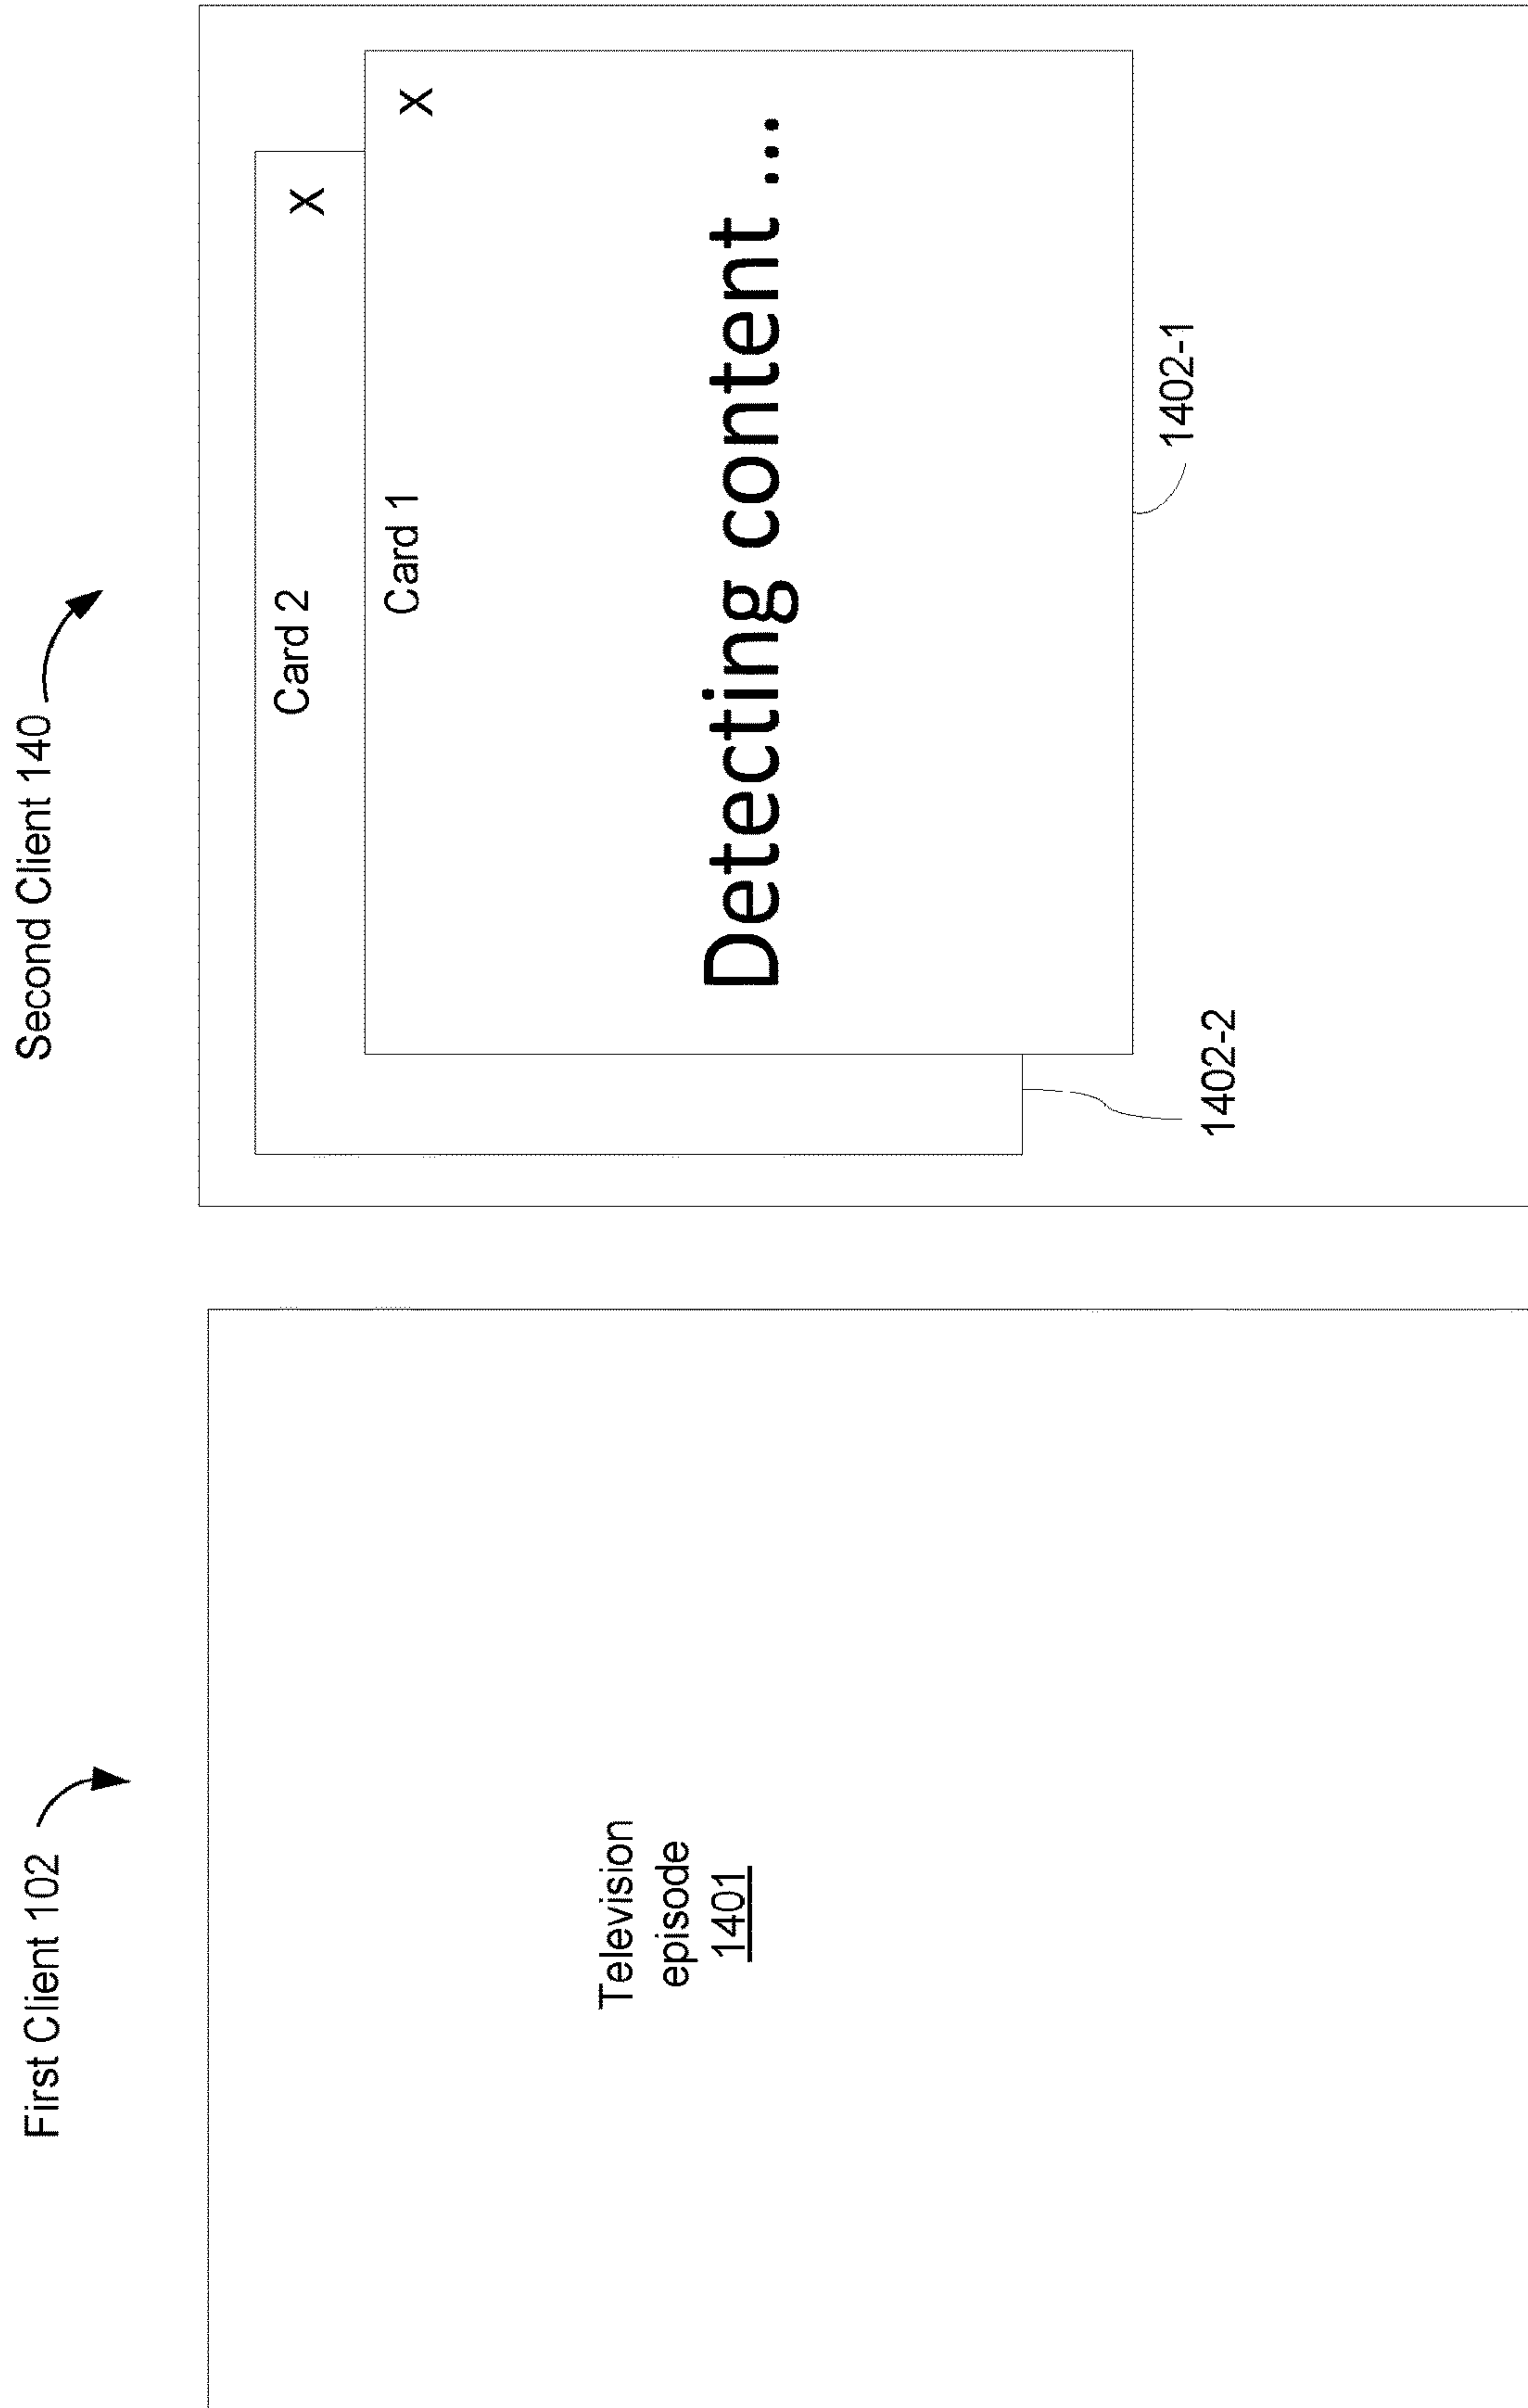 First Client 102
Television
episode
1401
Second Client 140
Card 2
X
Card 1
X
Detecting content ...
1402-1
1402-2